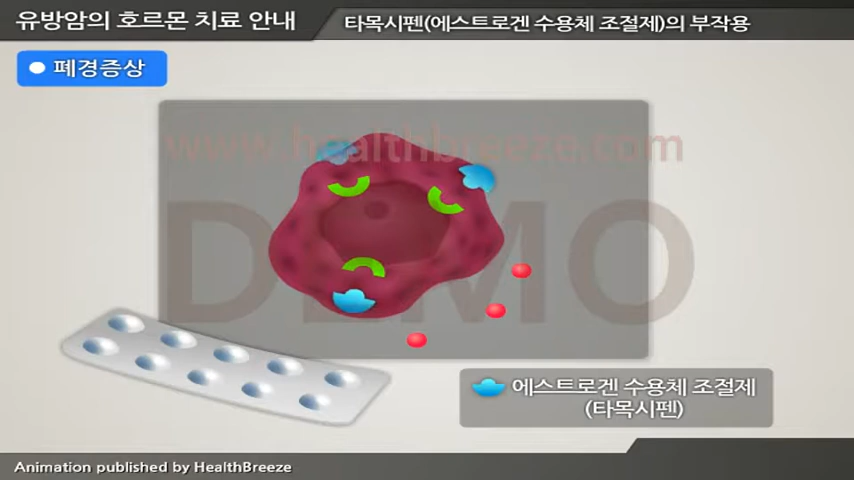 유방암의 호르몬 치료 안내
타목시펜(에스트로겐 수용체 조절제)의 부작용
폐경증상
www.healthbreeze.com
DEMO
에스트로겐 수용체 조절제
(타목시펜)
Animation published by HealthBreeze